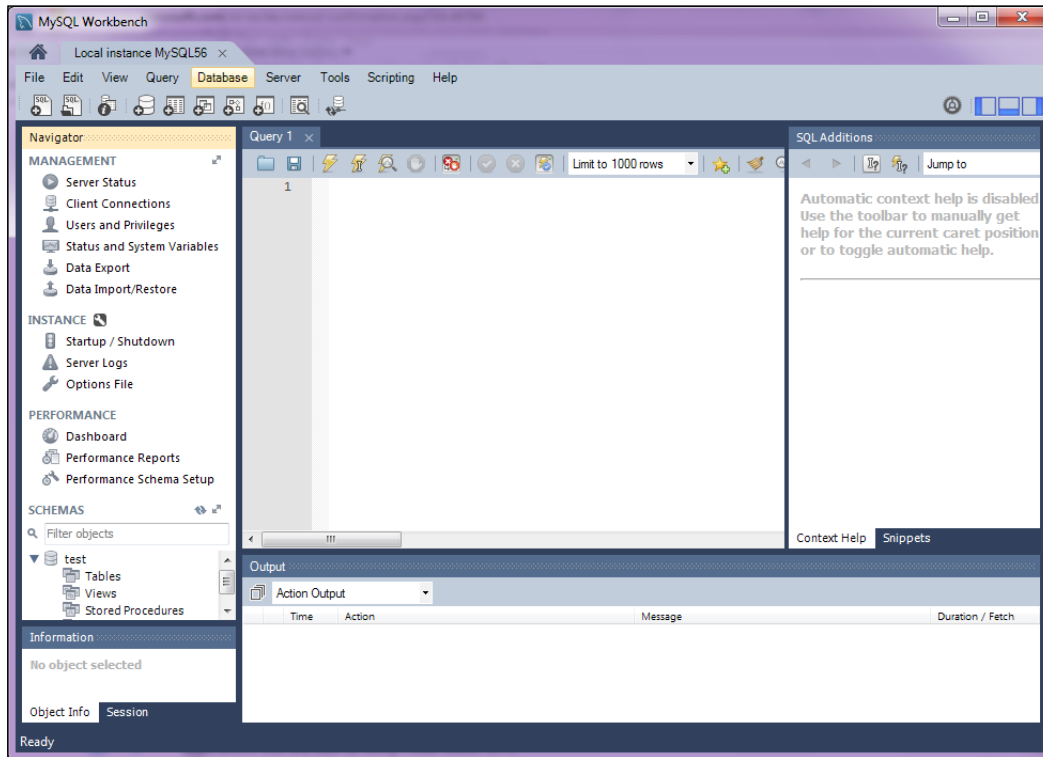 MySQL Workbench
Local instance MySQL56
File Edit View Query Database Server Tools Scripting Help
SQL SQL
Navigator
MANAGEMENT
Server Status
Client Connections
Users and Privileges
Status and System Variables
Data Export
Data Import/Restore
INSTANCE
Startup / Shutdown
Server Logs
Options File
PERFORMANCE
Dashboard
Performance Reports
Performance Schema Setup
SCHEMAS
Filter objects
test
Tables
Views
Stored Procedures
Information
No object selected
Object Info Session
Query 1
Limit to 1000 rows
1
SQL Additions
Jump to
Automatic context help is disabled
Use the toolbar to manually get
help for the current caret position
or to toggle automatic help.
Context Help Snippets
Output
Action Output
Time Action Message Duration / Fetch
Ready